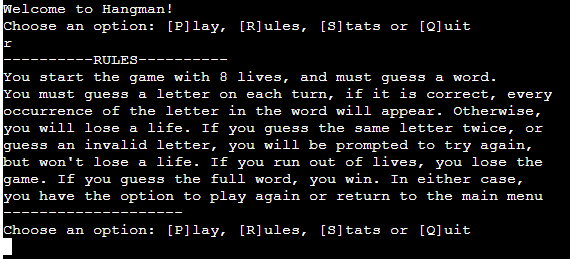 Welcome to Hangman!
Choose an option: [P]lay, [R]ules, [S]tats or [Q]uit
r
----------RULES----------
You start the game with 8 lives, and must guess a word.
You must guess a letter on each turn, if it is correct, every
occurrence of the letter in the word will appear. Otherwise,
you will lose a life. If you guess the same letter twice, or
guess an invalid letter, you will be prompted to try again,
but won't lose a life. If you run out of lives, you lose the
game. If you guess the full word, you win. In either case,
you have the option to play again or return to the main menu
--------------------
Choose an option: [P]lay, [R]ules, [S]tats or [Q]uit